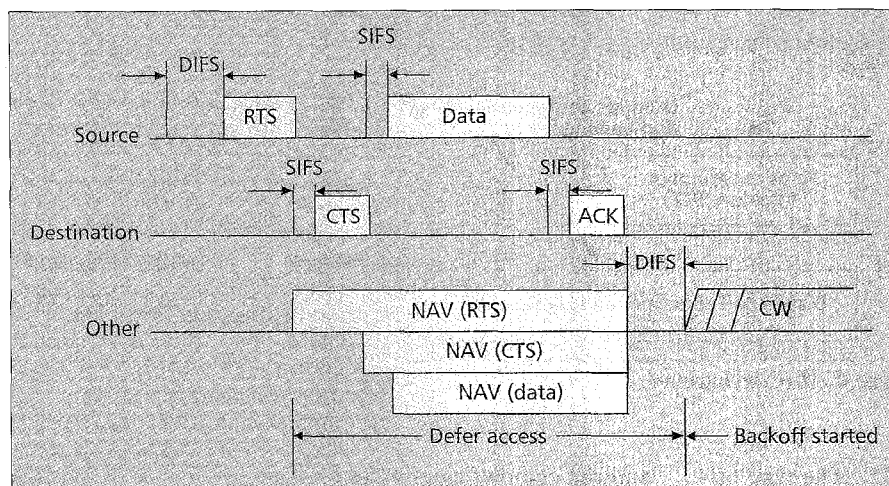 SIFS
DIFS
RTS
Data
Source
SIFS
SIFS
CTS
ACK
Destination
DIFS
NAV (RTS)
CW
Other
NAV (CTS)
NAV (data)
Defer access
Backoff started